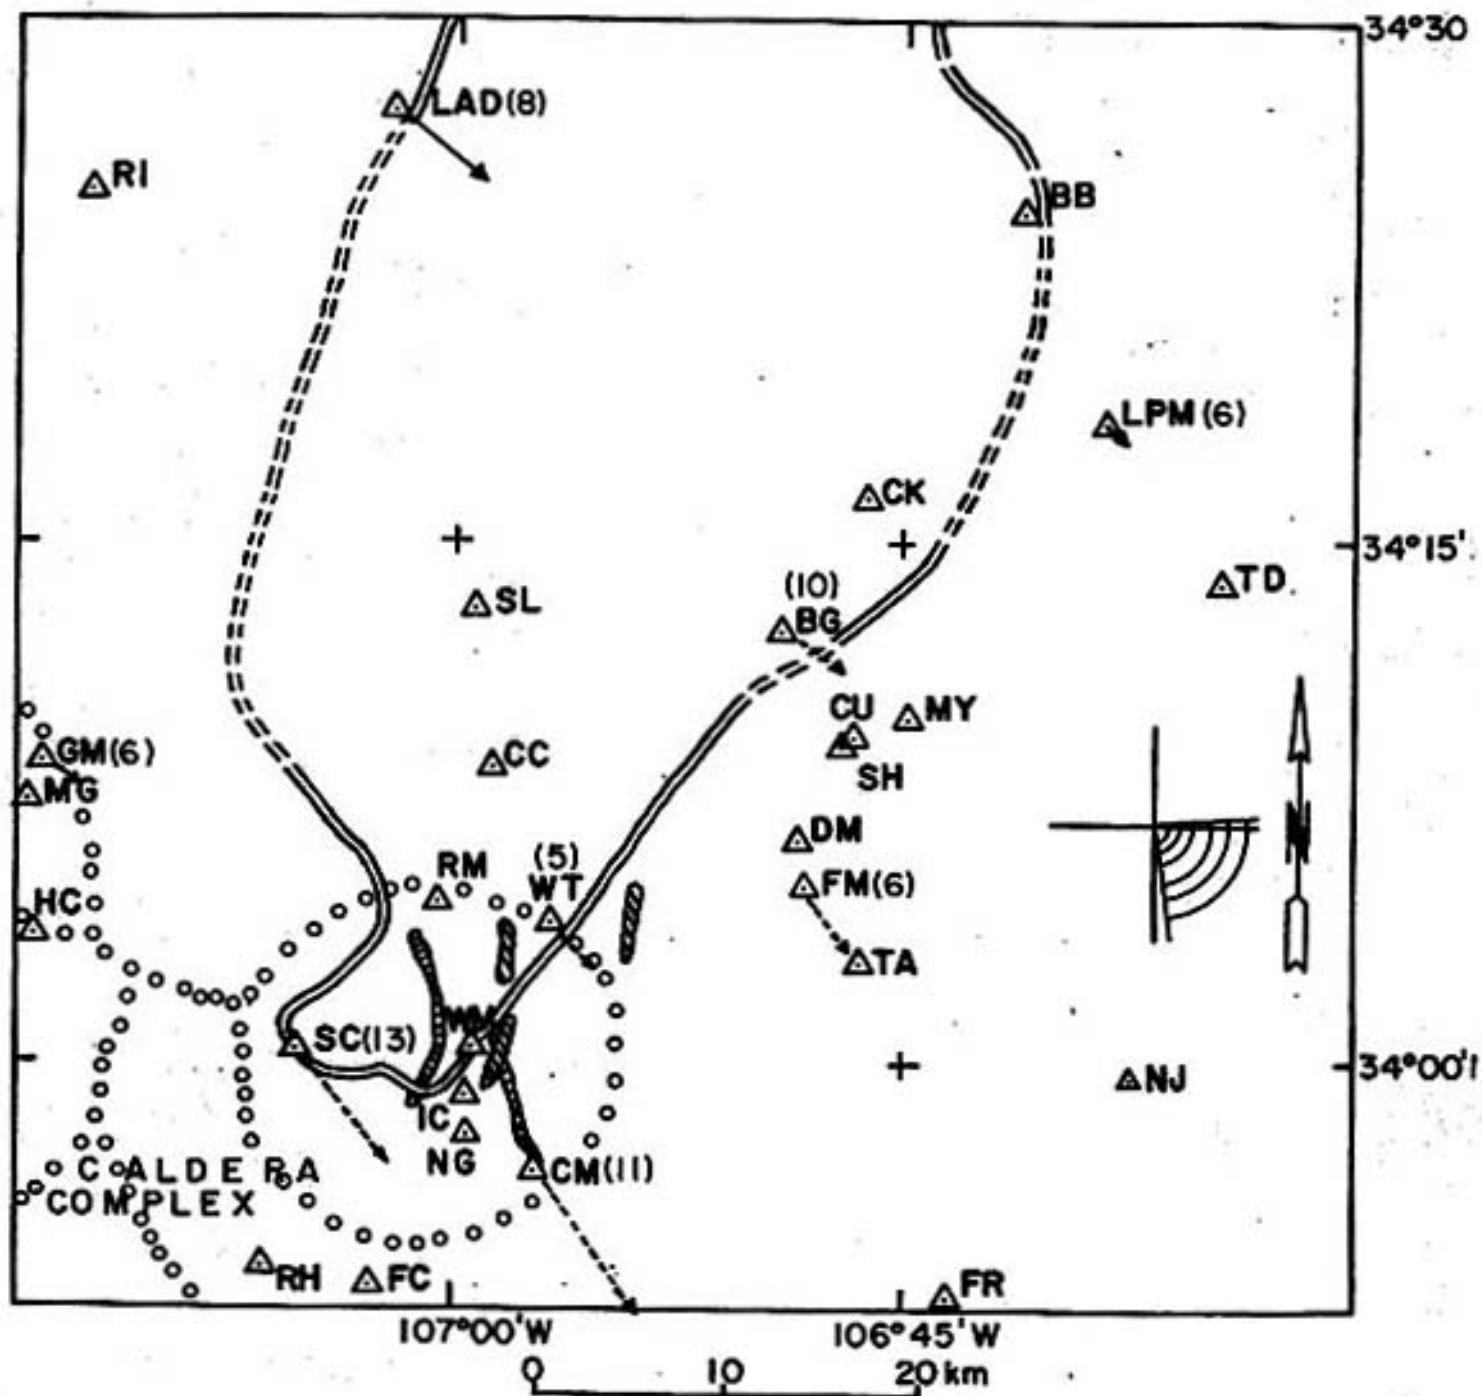 34°30
LAD(8)
RI
BB
LPM(6)
CK
34°15'
TD
(10)
SL
BG
CU
MY
GM(6)
CC
SH
MG
DM
(5)
RM
WT
FM(6)
HC
N
TA
SC(13)
34°00'
NJ
IC
NG
CM(11)
CALDERA
COMPLEX
RH
FC
FR
107°00'W
106°45'W
0 10 20km